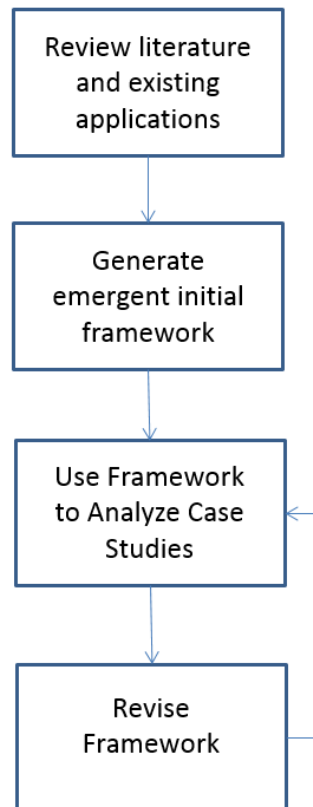 Review literature
and existing
applications
Generate
emergent initial
framework
Use Framework
to Analyze Case
Studies
Revise
Framework